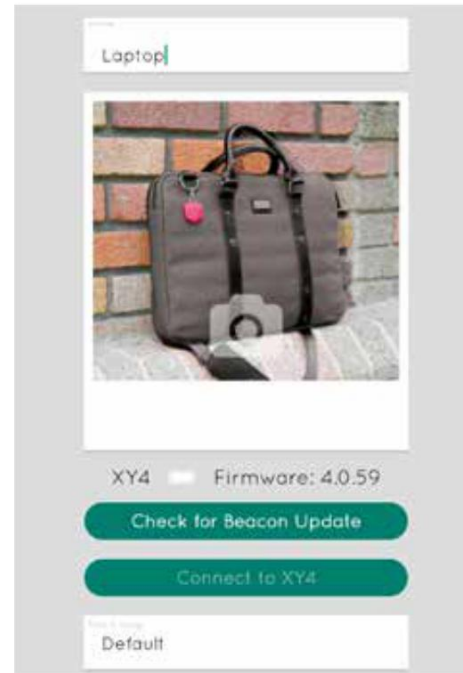 Laptop
XY4 Firmware: 4.0.59
Check for Beacon Update
Connect to XY4
Default